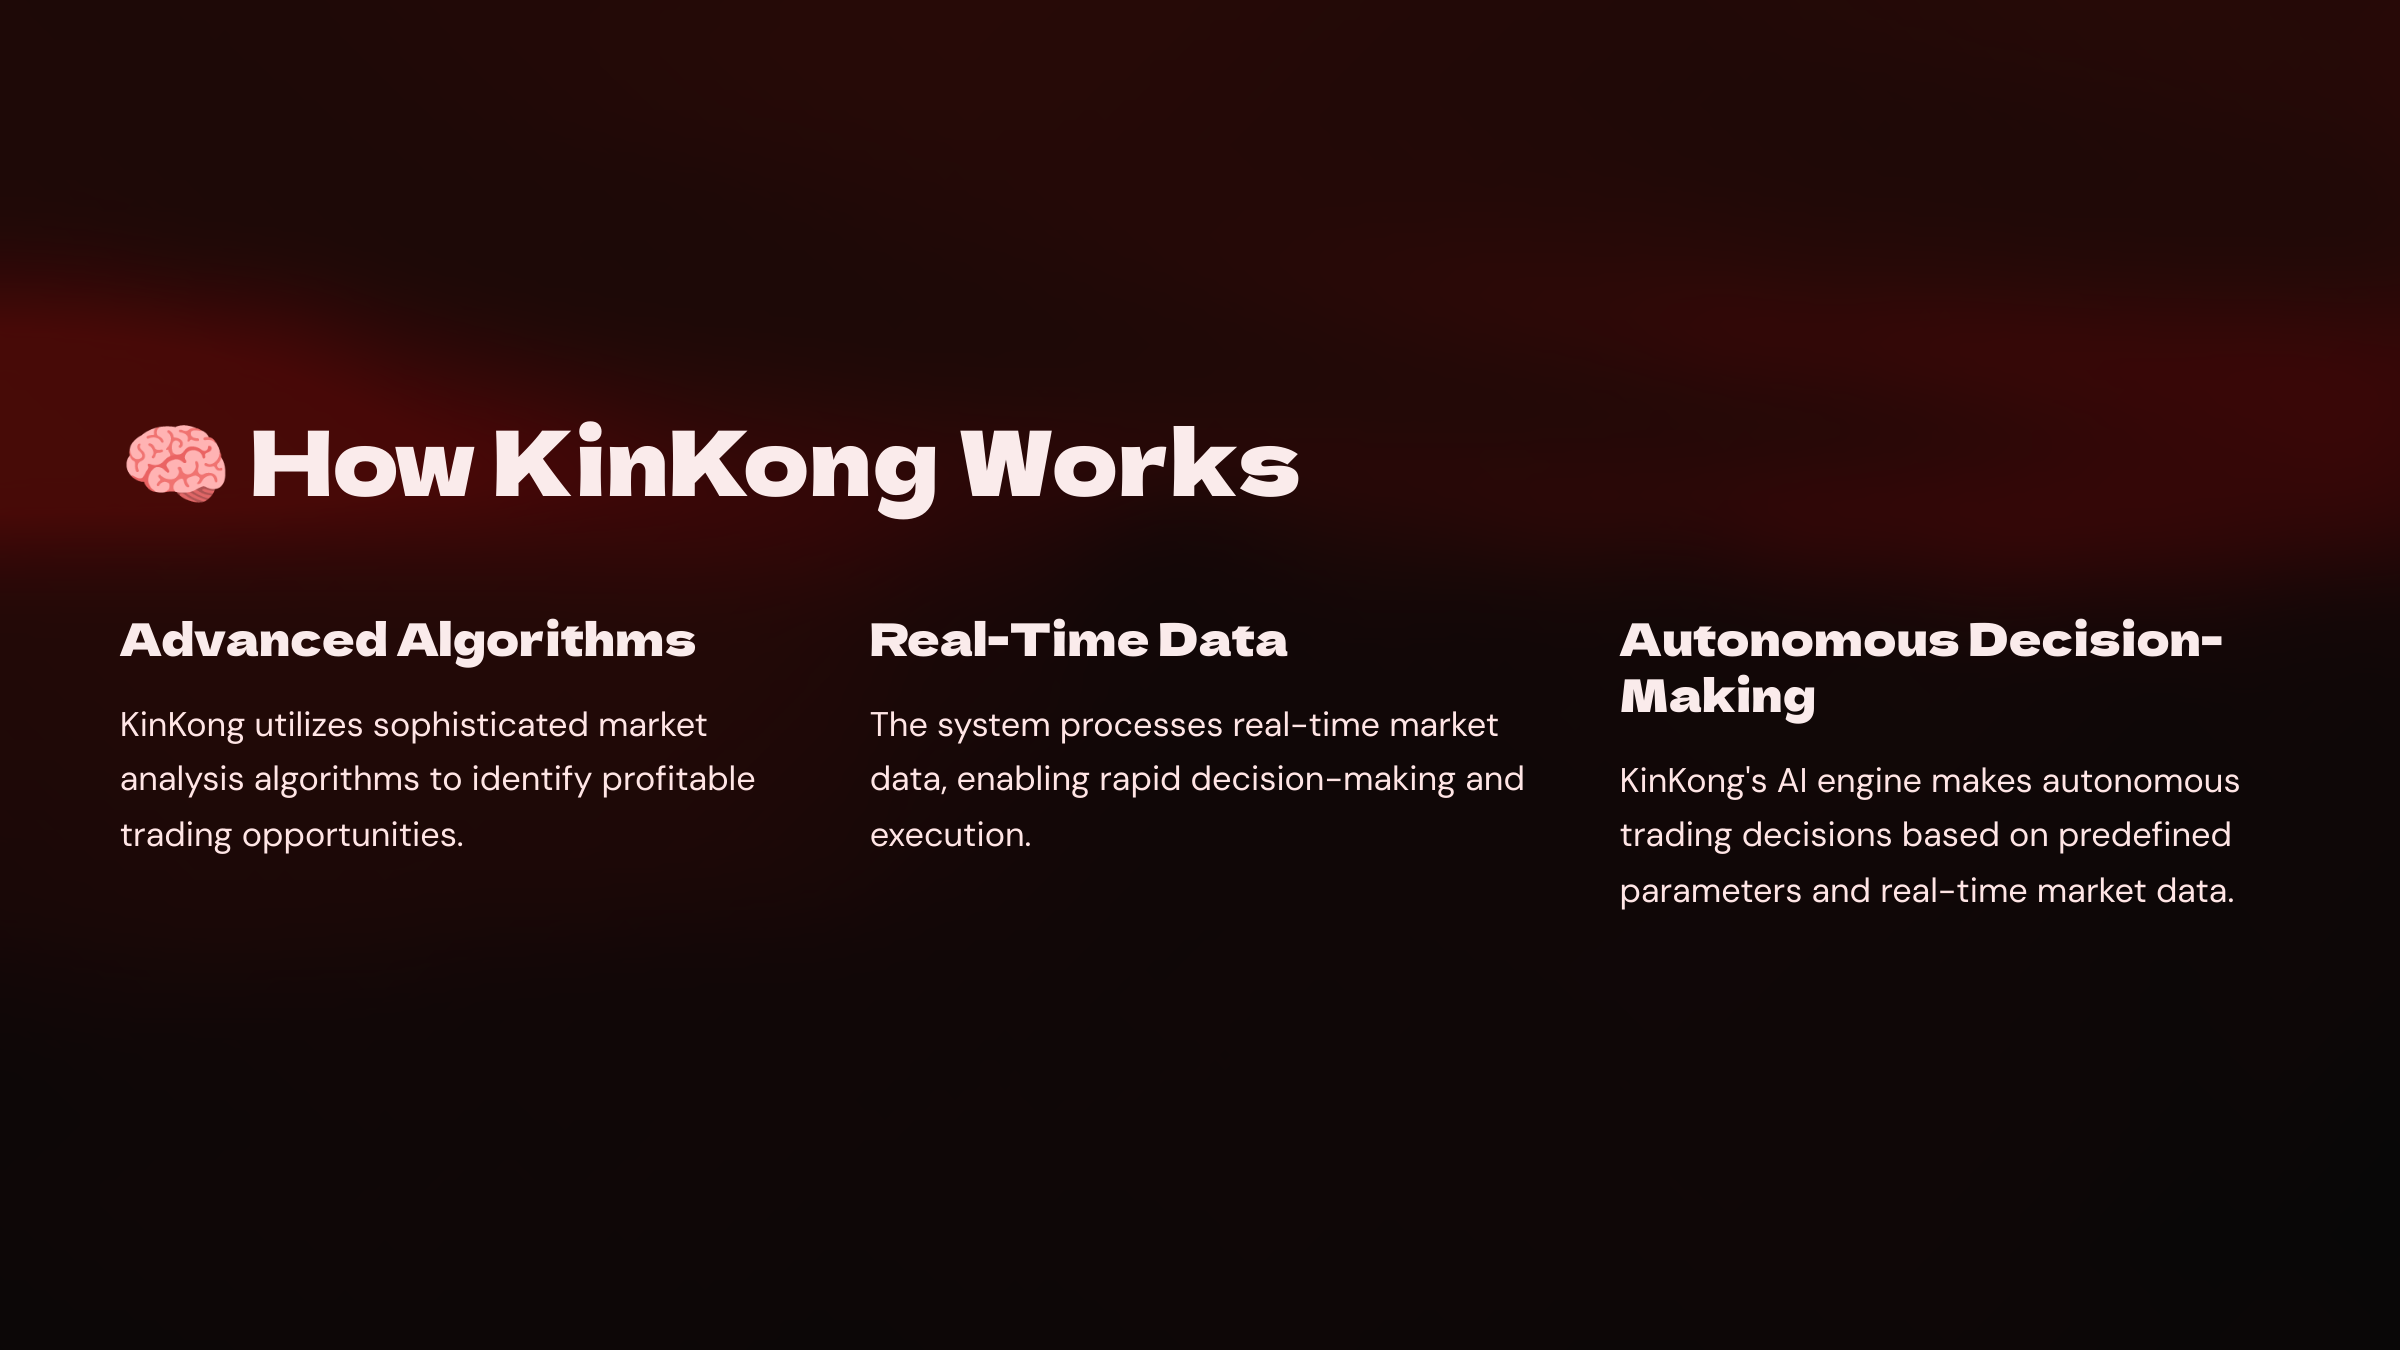 🧠 How KinKong Works
Advanced Algorithms
KinKong utilizes sophisticated market
analysis algorithms to identify profitable
trading opportunities.
Real-Time Data
The system processes real-time market
data, enabling rapid decision-making and
execution.
Autonomous Decision-
Making
KinKong's AI engine makes autonomous
trading decisions based on predefined
parameters and real-time market data.